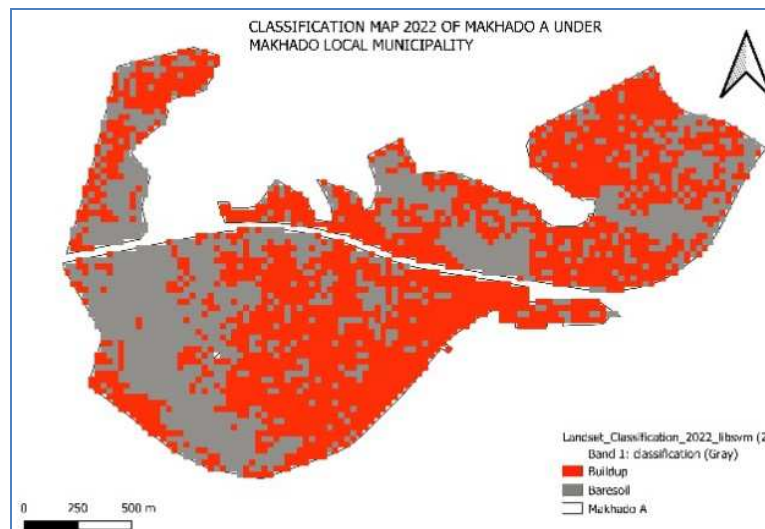 CLASSIFICATION MAP 2022 OF MAKHADO A UNDER
MAKHADO LOCAL MUNICIPALITY
Landset_Classification_2022_libsvm (2
Band 1: classification (Gray)
Buildup
Baresoil
Makhado A
0 250 500 m